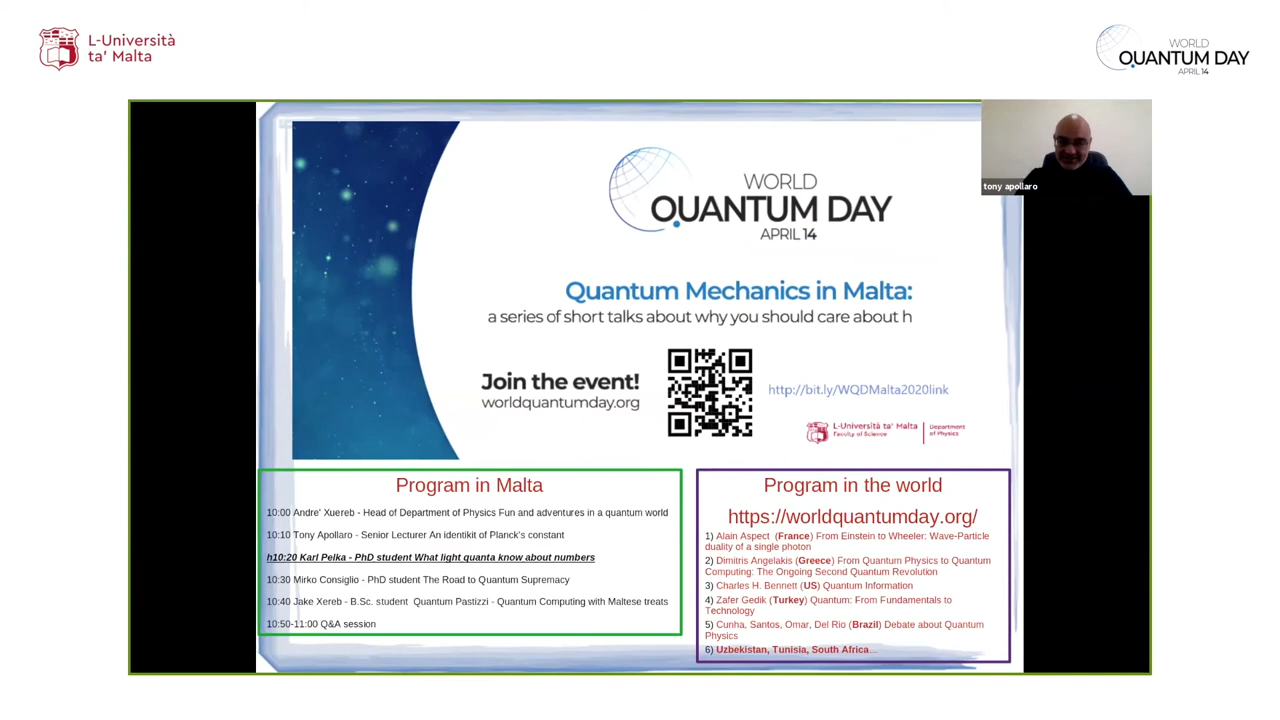 L-Università
ta' Malta
WORLD
QUANTUM DAY
APRIL 14
tony apollaro
WORLD
QUANTUM DAY
APRIL 14
Quantum Mechanics in Malta:
a series of short talks about why you should care about h
Join the event!
worldquantumday.org
http://bit.ly/WQDMalta2020link
L-Università ta' Malta
Faculty of Science
Department
of Physics
Program in Malta
10:00 Andre' Xuereb - Head of Department of Physics Fun and adventures in a quantum world
10:10 Tony Apollaro - Senior Lecturer An identikit of Planck's constant
h10:20 Karl Pelka - PhD student What light quanta know about numbers
10:30 Mirko Consiglio - PhD student The Road to Quantum Supremacy
10:40 Jake Xereb - B.Sc. student  Quantum Pastizzi - Quantum Computing with Maltese treats
10:50-11:00 Q&A session
Program in the world
https://worldquantumday.org/
1) Alain Aspect  (France) From Einstein to Wheeler: Wave-Particle
duality of a single photon
2) Dimitris Angelakis (Greece) From Quantum Physics to Quantum
Computing: The Ongoing Second Quantum Revolution
3) Charles H. Bennett (US) Quantum Information
4) Zafer Gedik (Turkey) Quantum: From Fundamentals to
Technology
5) Cunha, Santos, Omar, Del Rio (Brazil) Debate about Quantum
Physics
6) Uzbekistan, Tunisia, South Africa...